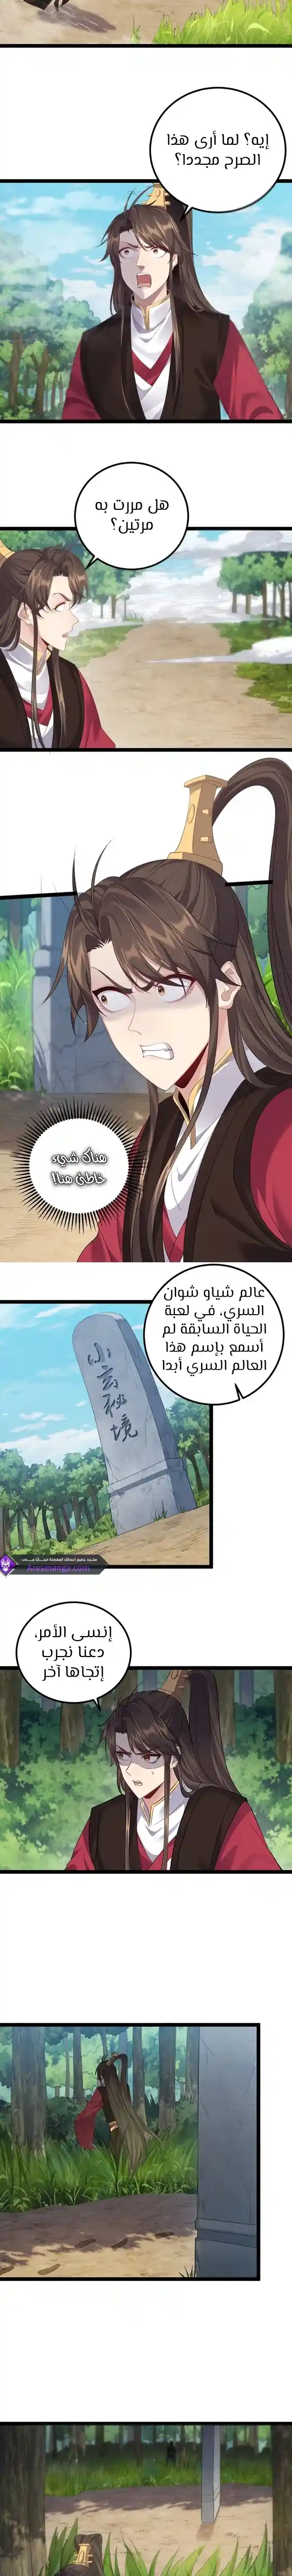 إيه؟ لما أرى هذا
الصرح مجددا؟
هل مررت به
مرتين؟
هناك شيء
خاطئ هنا!
عالم شياو شوان
السري، في لعبة
الحياة السابقة لم
أسمع بإسم هذا
العالم السري أبدا
小玄秘境
Aresmanga.com
إنسى الأمر،
دعنا نجرب
إتجاها آخر